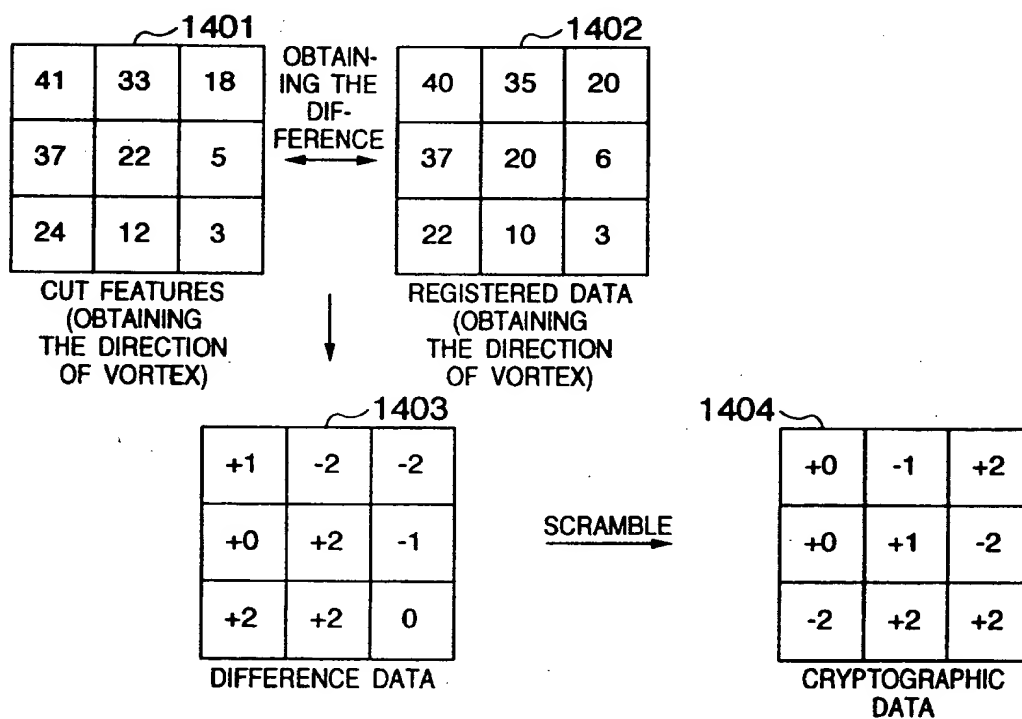 1401
1402
41 33 18
37 22 5
24 12 3
OBTAIN-
ING THE
DIF-
FERENCE
40 35 20
37 20 6
22 10 3
CUT FEATURES
(OBTAINING
THE DIRECTION
OF VORTEX)
REGISTERED DATA
(OBTAINING
THE DIRECTION
OF VORTEX)
1403
+1 -2 -2
+0 +2 -1
+2 +2 0
DIFFERENCE DATA
SCRAMBLE
1404
+0 -1 +2
+0 +1 -2
-2 +2 +2
CRYPTOGRAPHIC
DATA